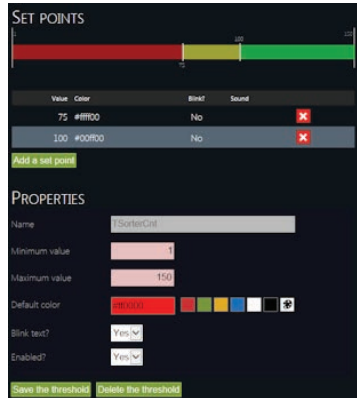 SET POINTS
1
100
75
Value Color Blink? Sound
75 #ffff00 No
100 #00ff00 No
Add a set point
PROPERTIES
Name TSorterCnt
Minimum value 1
Maximum value 150
Default color #ff0000
Blink text? Yes
Enabled? Yes
Save the threshold Delete the threshold